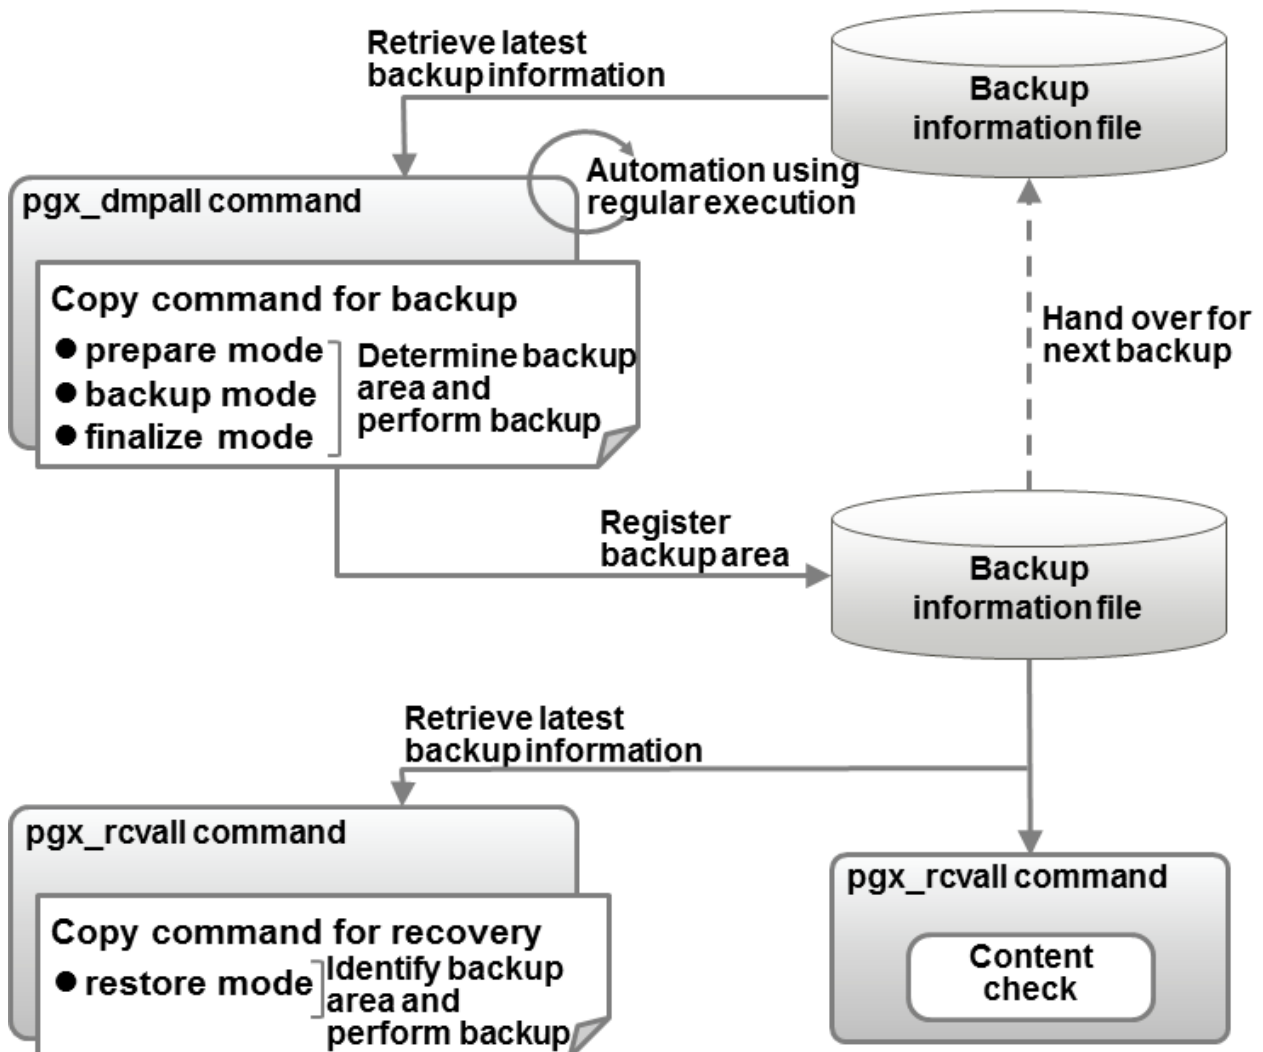 Retrieve latest
backup information
Backup
information file
Automation using
regular execution
pgx_dmpall command
Copy command for backup
● prepare mode
● backup mode
● finalize mode
Determine backup
area and
perform backup
Hand over for
next backup
Register
backup area
Backup
information file
Retrieve latest
backup information
pgx_rcvall command
Copy command for recovery
● restore mode
Identify backup
area and
perform backup
pgx_rcvall command
Content
check